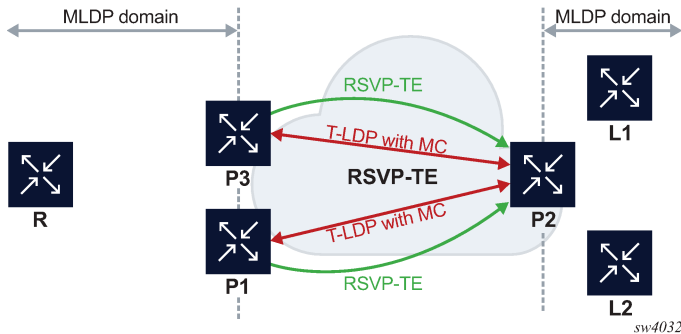 MLDP domain
MLDP domain
RSVP-TE
L1
T-LDP with MC
P3
RSVP-TE
R
P2
T-LDP with MC
P1
RSVP-TE
L2
sw4032